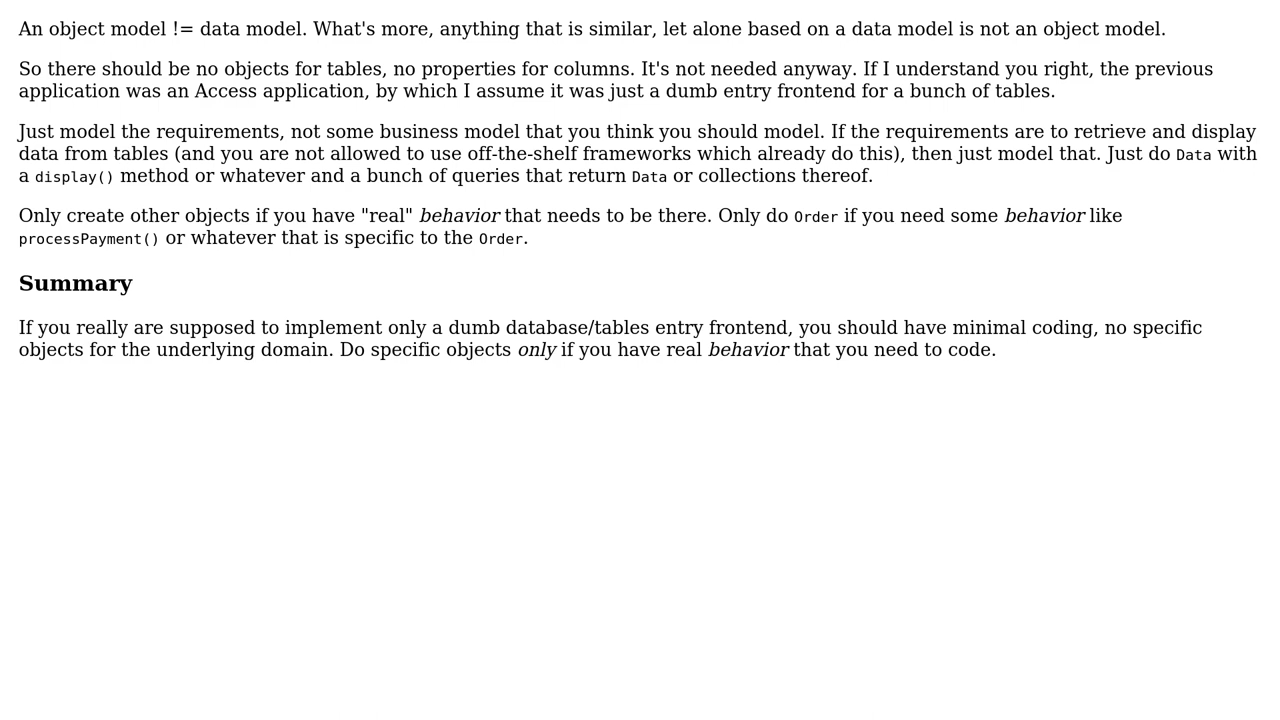 An object model != data model. What's more, anything that is similar, let alone based on a data model is not an object model.
So there should be no objects for tables, no properties for columns. It's not needed anyway. If I understand you right, the previous
application was an Access application, by which I assume it was just a dumb entry frontend for a bunch of tables.
Just model the requirements, not some business model that you think you should model. If the requirements are to retrieve and display
data from tables (and you are not allowed to use off-the-shelf frameworks which already do this), then just model that. Just do Data with
a display() method or whatever and a bunch of queries that return Data or collections thereof.
Only create other objects if you have "real" behavior that needs to be there. Only do Order if you need some behavior like
processPayment() or whatever that is specific to the Order.
Summary
If you really are supposed to implement only a dumb database/tables entry frontend, you should have minimal coding, no specific
objects for the underlying domain. Do specific objects only if you have real behavior that you need to code.